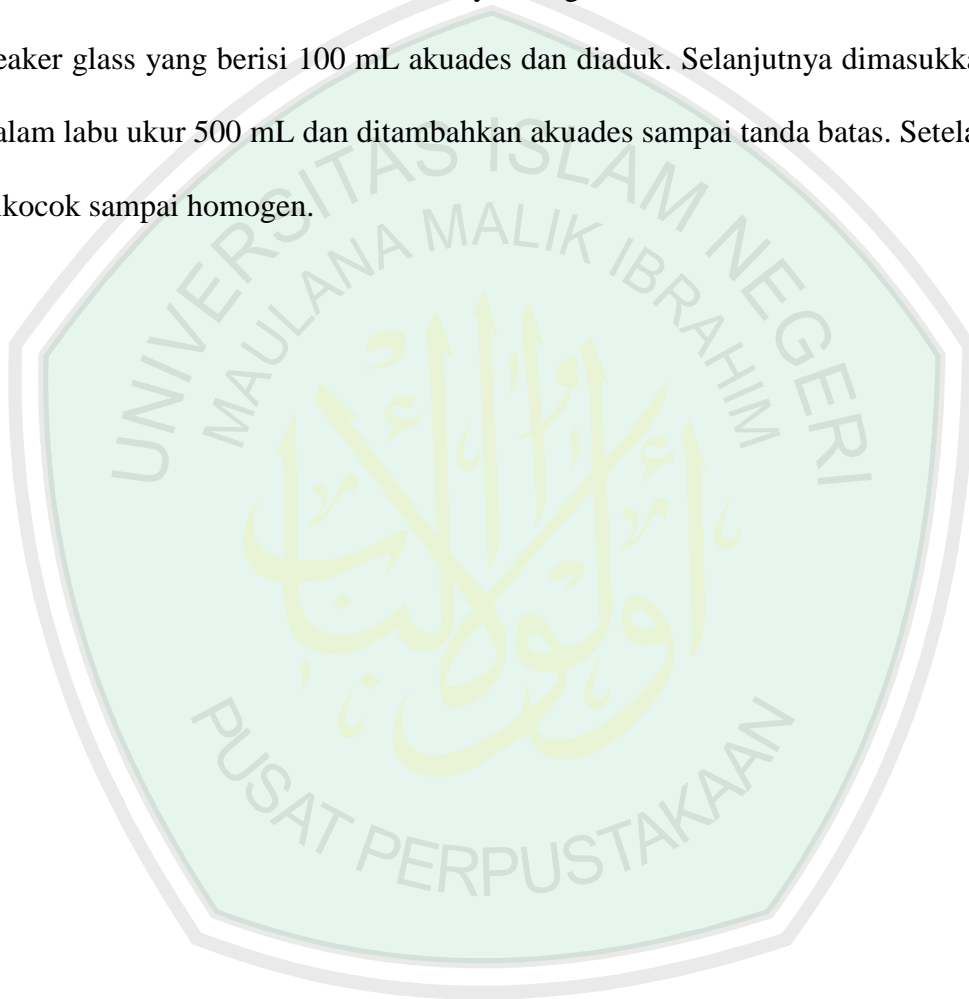 eaker glass yang berisi 100 mL akuades dan diaduk. Selanjutnya dimasukka
alam labu ukur 500 mL dan ditambahkan akuades sampai tanda batas. Setela
ikocok sampai homogen.
UNIVERSITAS ISLAM NEGERI
MAULANA MALIK IBRAHIM
PUSAT PERPUSTAKAAN